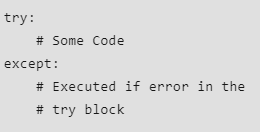 try:
    # Some Code
except:
    # Executed if error in the
    # try block